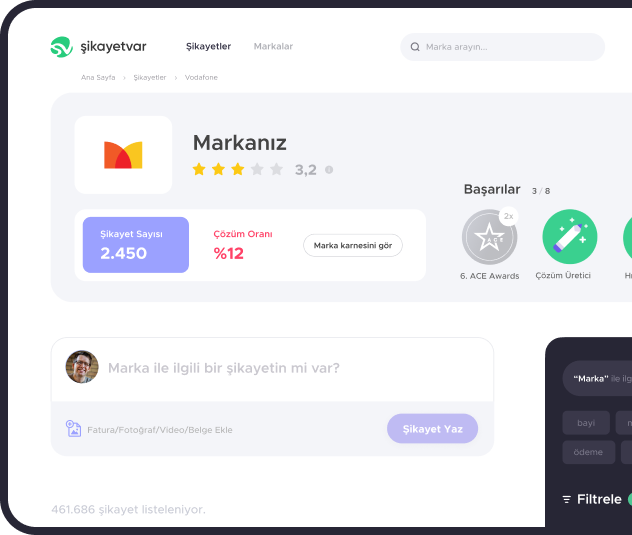 şikayetvar
Şikayetler
Markalar
Marka arayın...
Ana Sayfa › Şikayetler › Vodafone
Markanız
3,2
Şikayet Sayısı
2.450
Çözüm Oranı
%12
Marka karnesini gör
Başarılar 3 / 8
2x
ACE
6. ACE Awards
Çözüm Üretici
Marka ile ilgili bir şikayetin mi var?
Fatura/Fotoğraf/Video/Belge Ekle
Şikayet Yaz
"Marka" ile ilg
bayi
ödeme
Filtrele
461.686 şikayet listeleniyor.